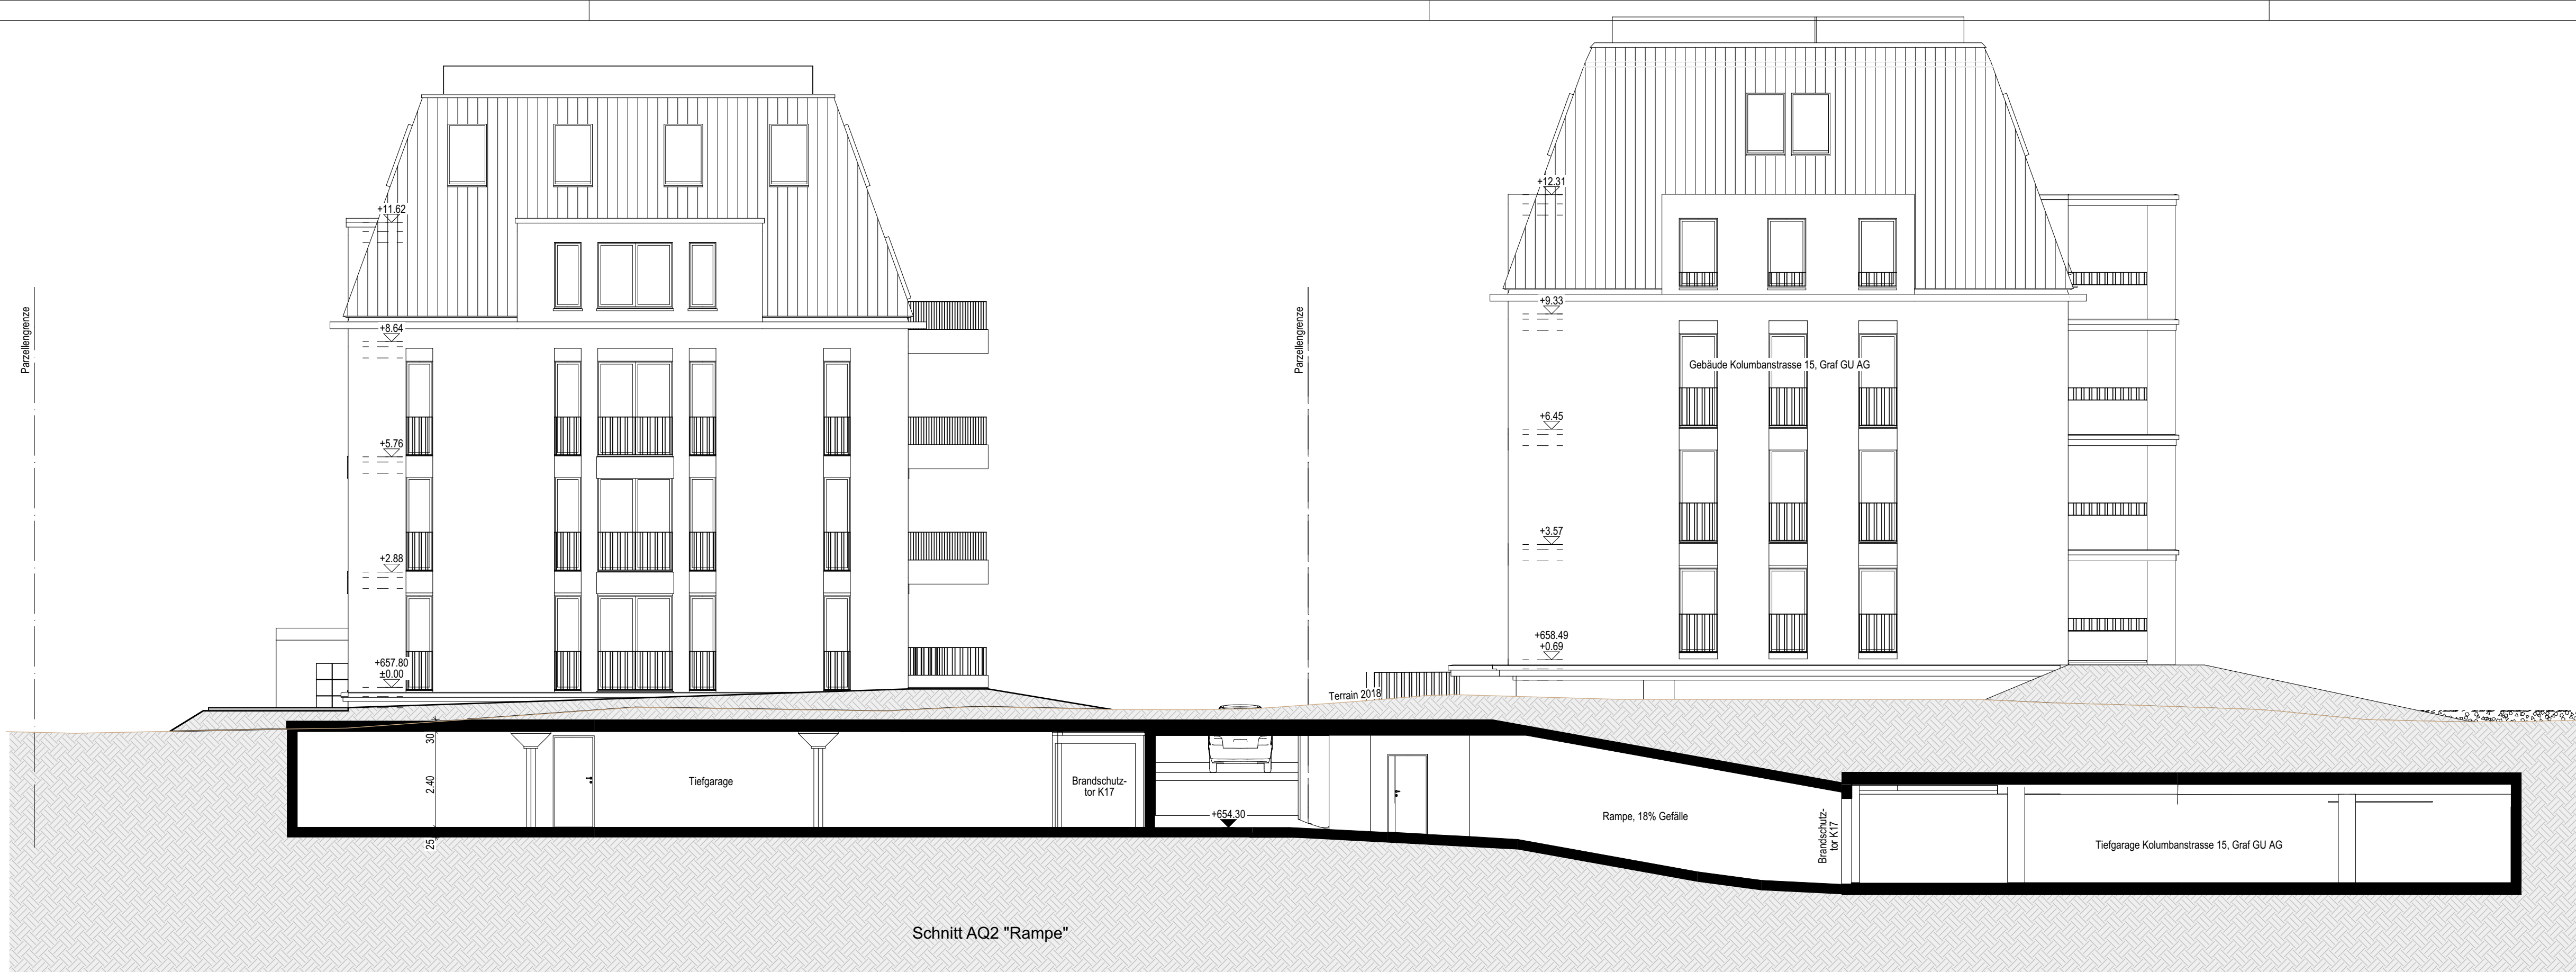 Parzellengrenze
+11.62
+8.64
+5.76
+2.88
+657.80
±0.00
Parzellengrenze
+12.31
+9.33
Gebäude Kolumbanstrasse 15, Graf GU AG
+6.45
+3.57
+658.49
+0.69
Terrain 2018
30
2.40
25
Tiefgarage
Brandschutz-
tor K17
+654.30
Rampe, 18% Gefälle
Brandschutz-
tor K17
Tiefgarage Kolumbanstrasse 15, Graf GU AG
Schnitt AQ2 "Rampe"